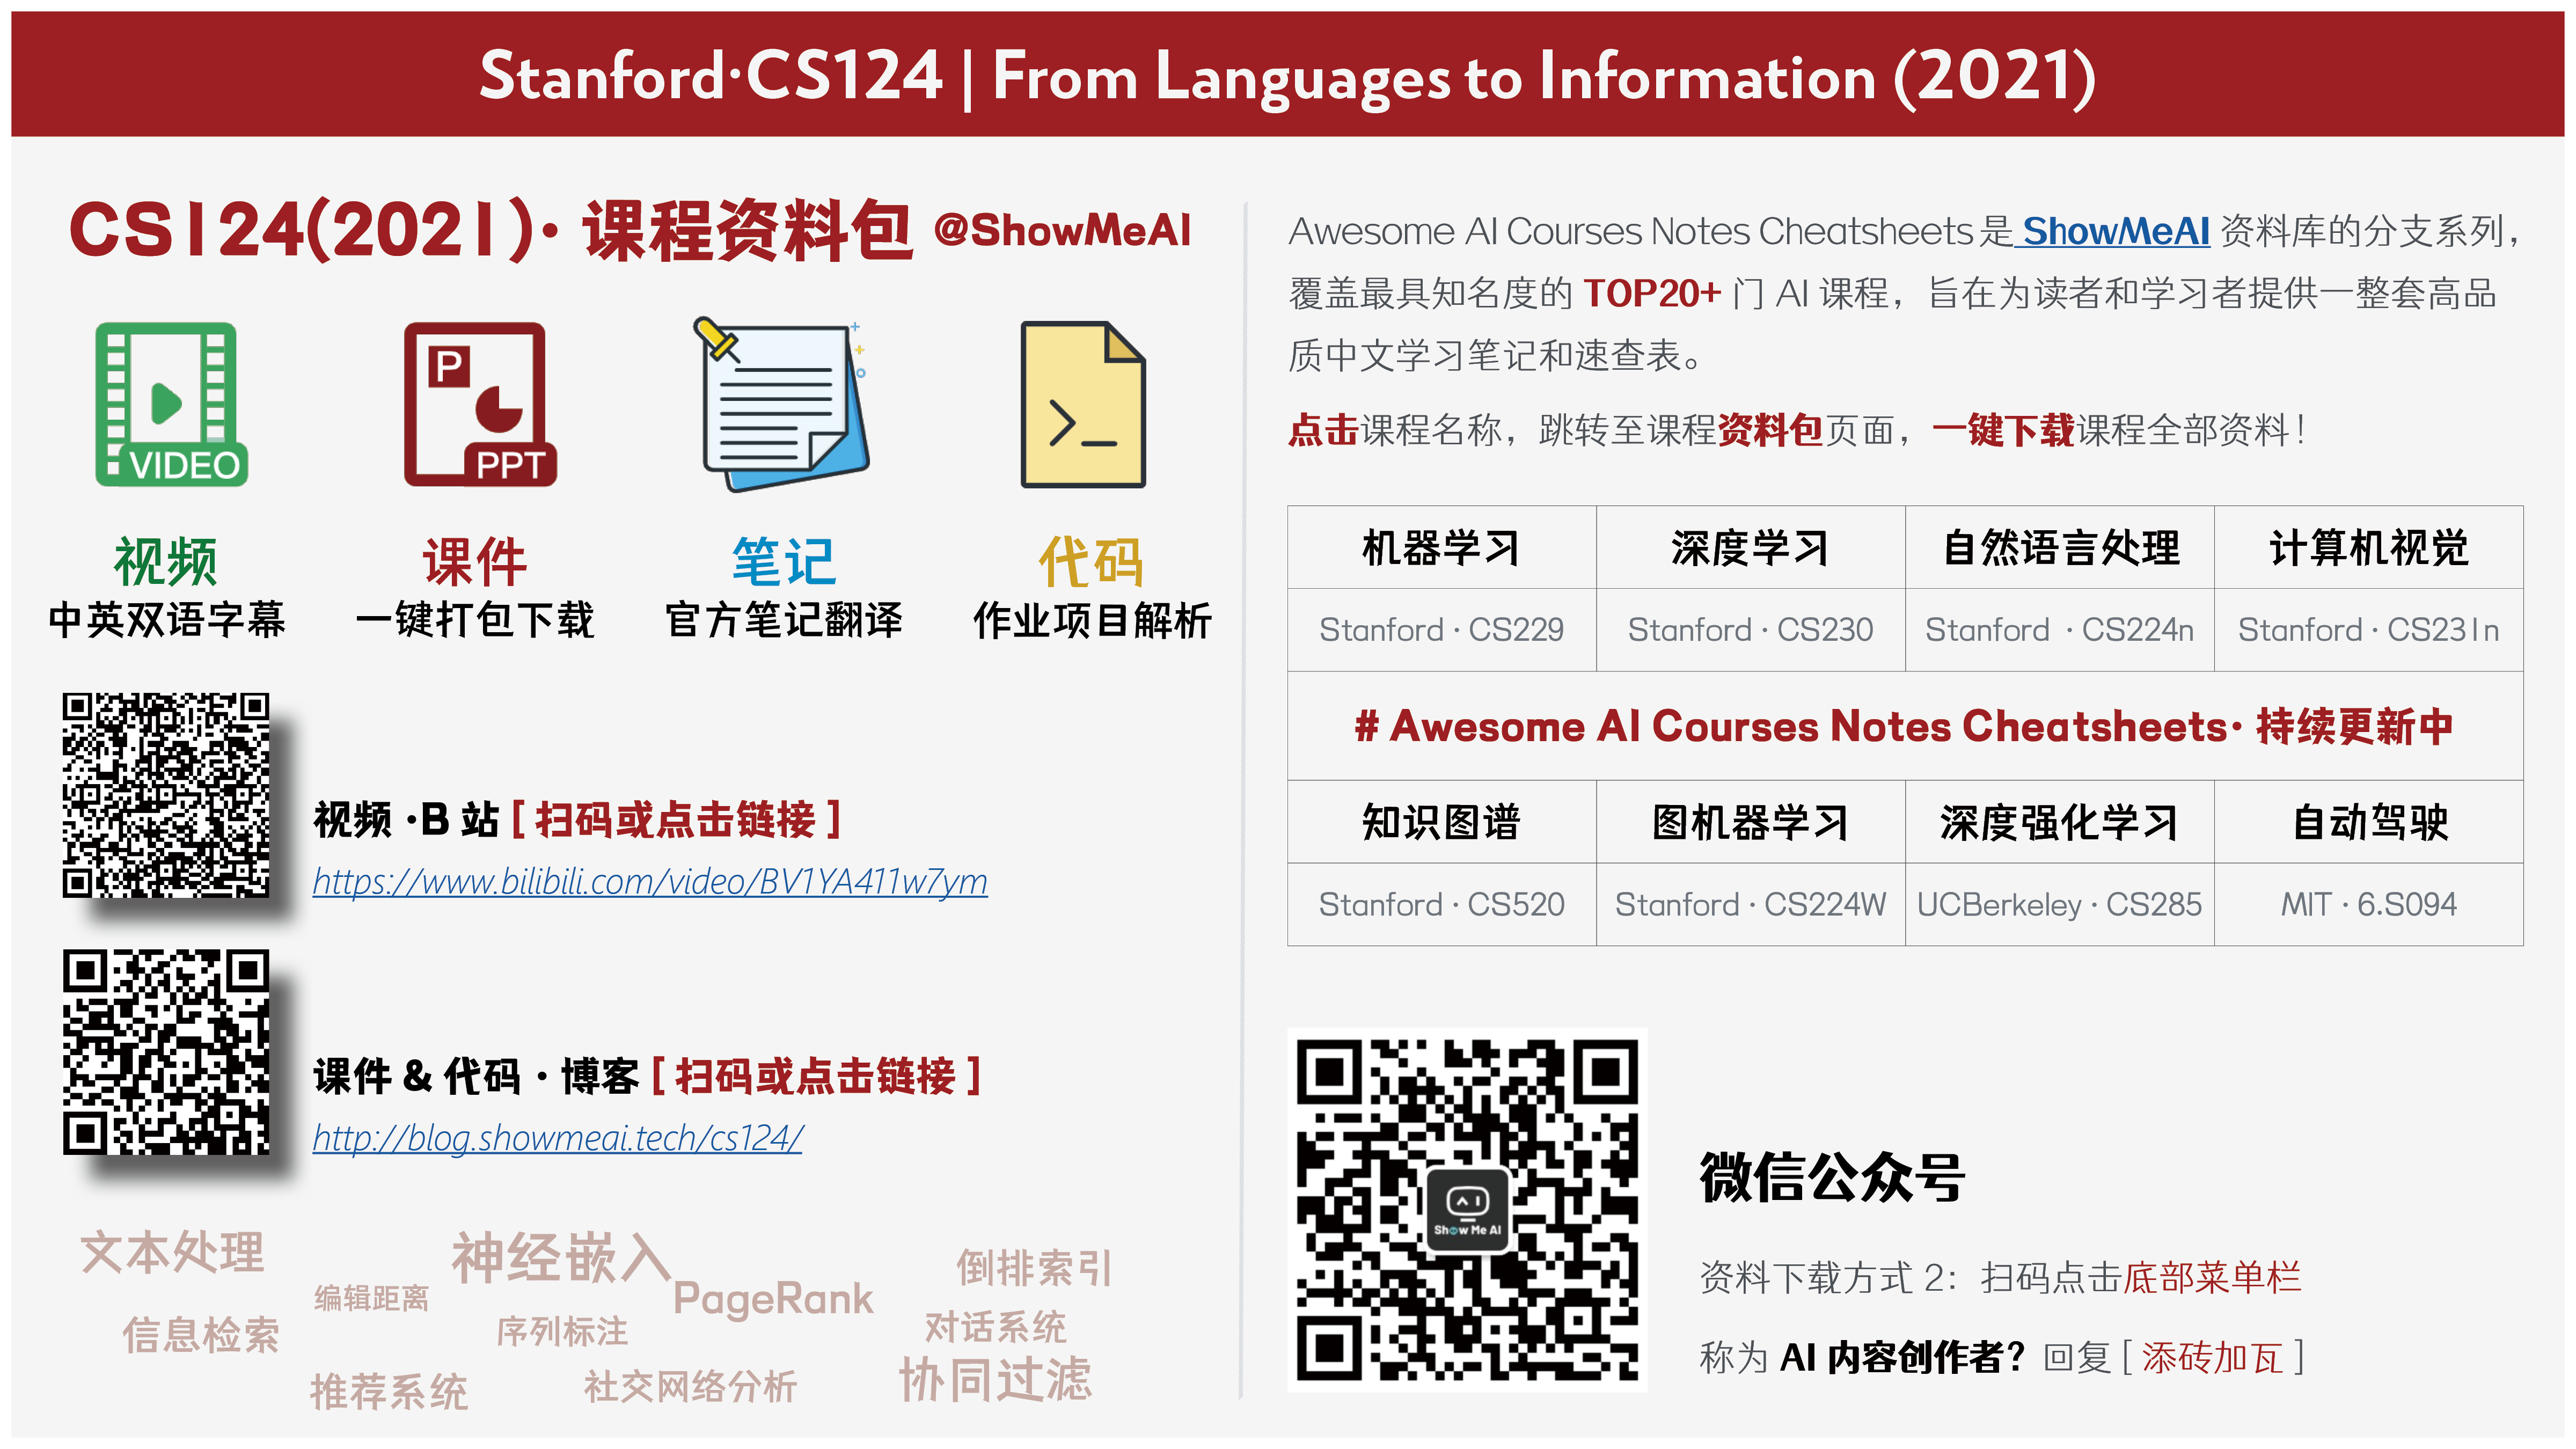 Stanford·CS124 | From Languages to Information (2021)
CS124(2021)· 课程资料包 @ShowMeAI
VIDEO
P
PPT
视频
课件
笔记
代码
中英双语字幕
一键打包下载
官方笔记翻译
作业项目解析
视频 ·B 站 [ 扫码或点击链接 ]
https://www.bilibili.com/video/BV1YA411w7ym
课件 & 代码 · 博客 [ 扫码或点击链接 ]
http://blog.showmeai.tech/cs124/
文本处理
神经嵌入
倒排索引
编辑距离
PageRank
信息检索
序列标注
对话系统
推荐系统
社交网络分析
协同过滤
Awesome AI Courses Notes Cheatsheets 是 ShowMeAI 资料库的分支系列，
覆盖最具知名度的 TOP20+ 门 AI 课程，旨在为读者和学习者提供一整套高品
质中文学习笔记和速查表。
点击课程名称，跳转至课程资料包页面，一键下载课程全部资料！
机器学习
深度学习
自然语言处理
计算机视觉
Stanford · CS229
Stanford · CS230
Stanford · CS224n
Stanford · CS231n
# Awesome AI Courses Notes Cheatsheets· 持续更新中
知识图谱
图机器学习
深度强化学习
自动驾驶
Stanford · CS520
Stanford · CS224W
UCBerkeley · CS285
MIT · 6.S094
Show Me AI
微信公众号
资料下载方式 2：扫码点击底部菜单栏
称为 AI 内容创作者？回复 [ 添砖加瓦 ]